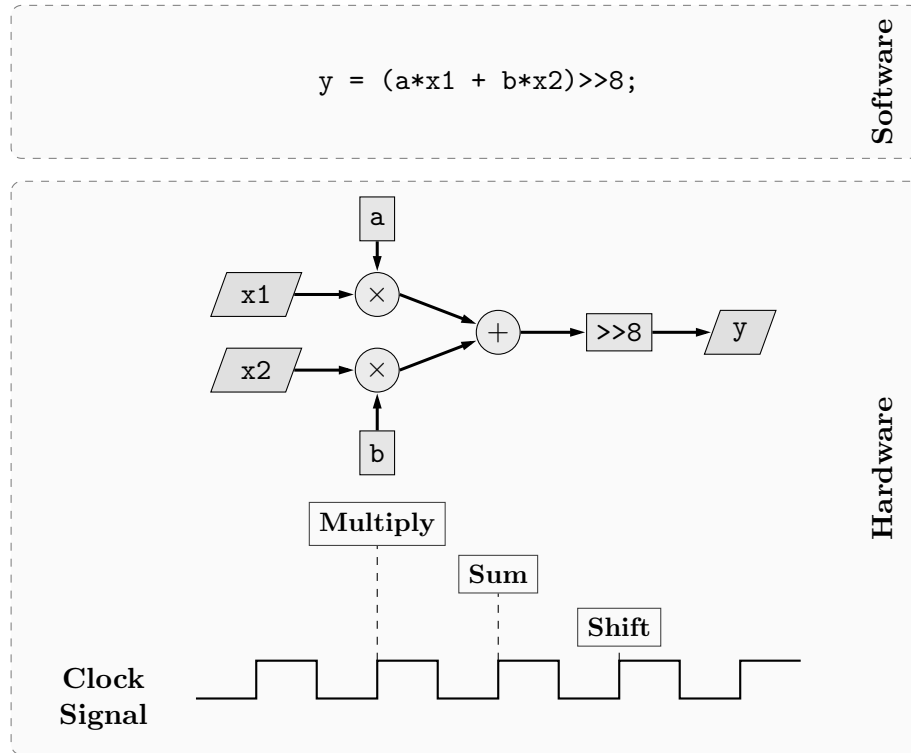 y = (a*x1 + b*x2)>>8;
Software
a
x1
×
+
>>8
y
x2
×
b
Hardware
Multiply
Sum
Shift
Clock
Signal